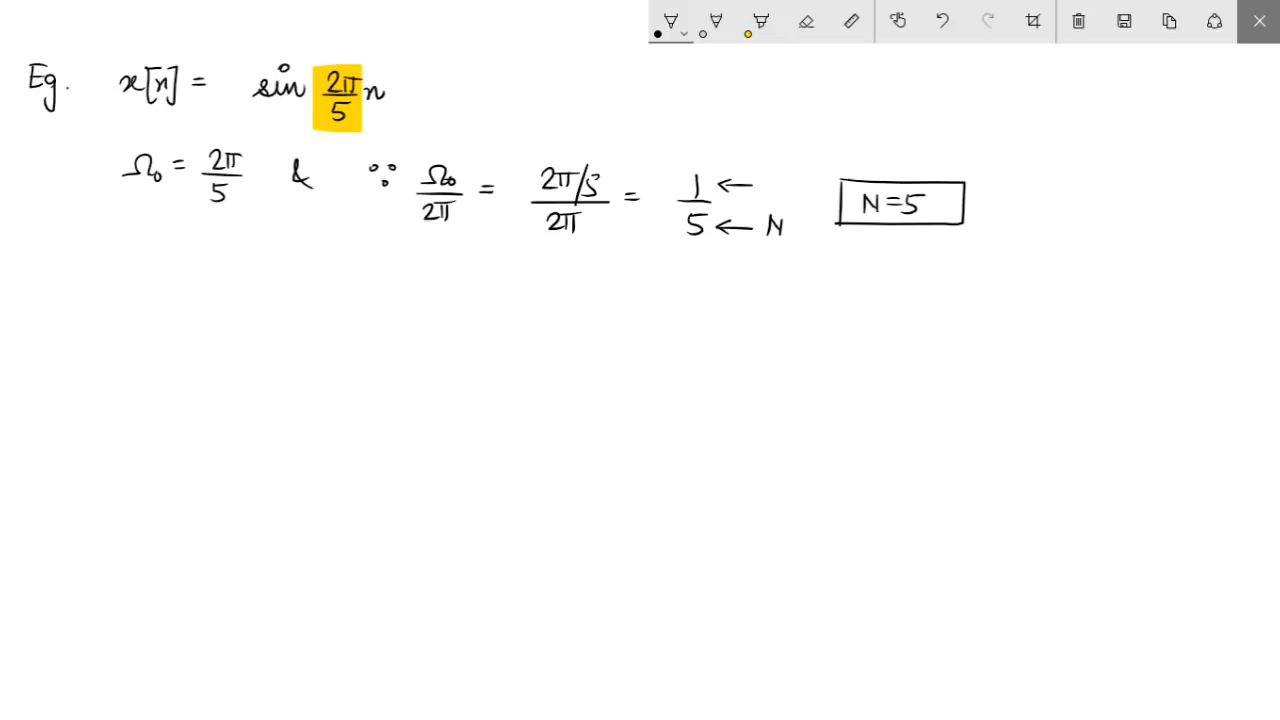 Eg. x[n] = sin 2π/5 n
Ω₀ = 2π/5 & ∵ Ω₀/2π = (2π/5)/2π = 1/5 ← ← N N=5